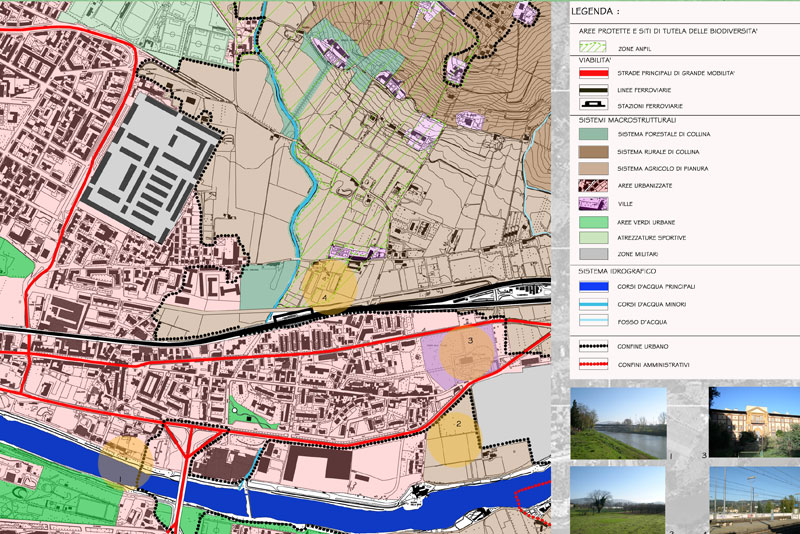 LEGENDA :
AREE PROTETTE E SITI DI TUTELA DELLE BIODIVERSITA'
ZONE ANPIL
VIABILITA'
STRADE PRINCIPALI DI GRANDE MOBILITA'
LINEE FERROVIARIE
STAZIONI FERROVIARIE
SISTEMI MACROSTRUTTURALI
SISTEMA FORESTALE DI COLLINA
SISTEMA RURALE DI COLLINA
SISTEMA AGRICOLO DI PIANURA
AREE URBANIZZATE
VILLE
AREE VERDI URBANE
ATREZZATURE SPORTIVE
ZONE MILITARI
SISTEMA IDROGRAFICO
CORSI D'ACQUA PRINCIPALI
CORSI D'ACQUA MINORI
FOSSO D'ACQUA
CONFINE URBANO
CONFINI AMMINISTRATIVI
4
3
2
1
1
3
2
4